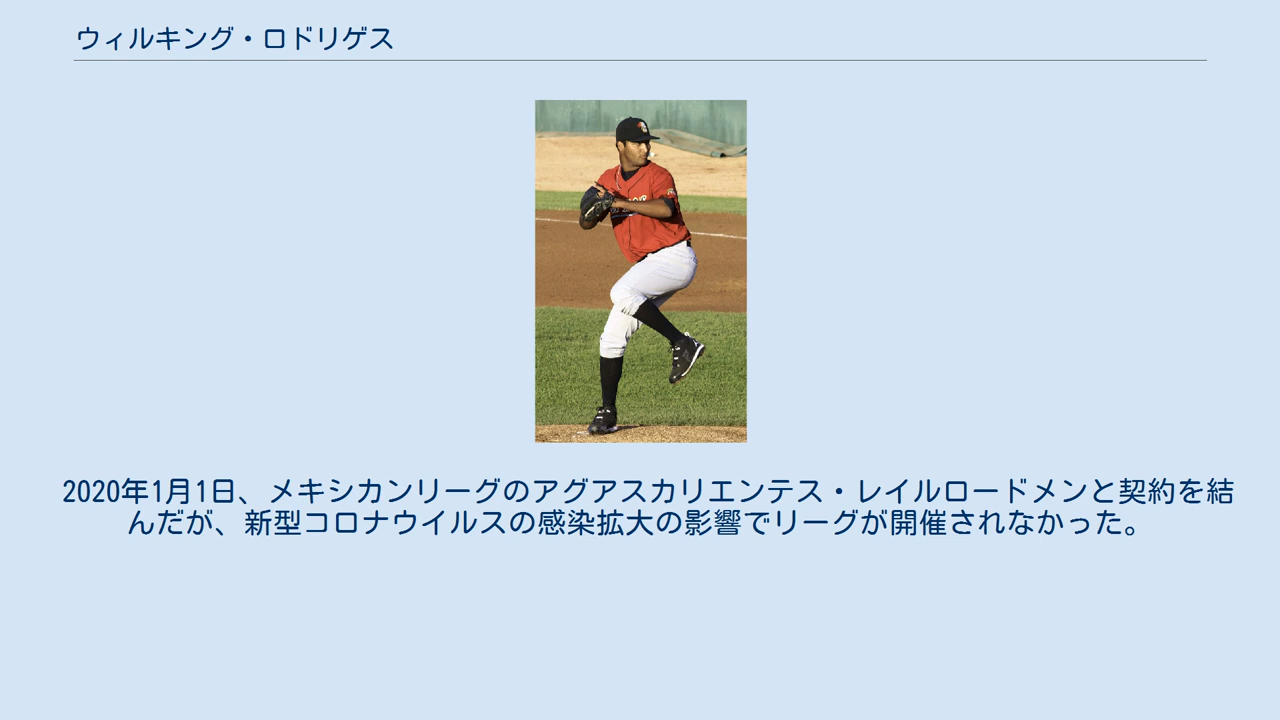 ウィルキング・ロドリゲス
2020年1月1日、メキシカンリーグのアグアスカリエンテス・レイルロードメンと契約を結
んだが、新型コロナウイルスの感染拡大の影響でリーグが開催されなかった。